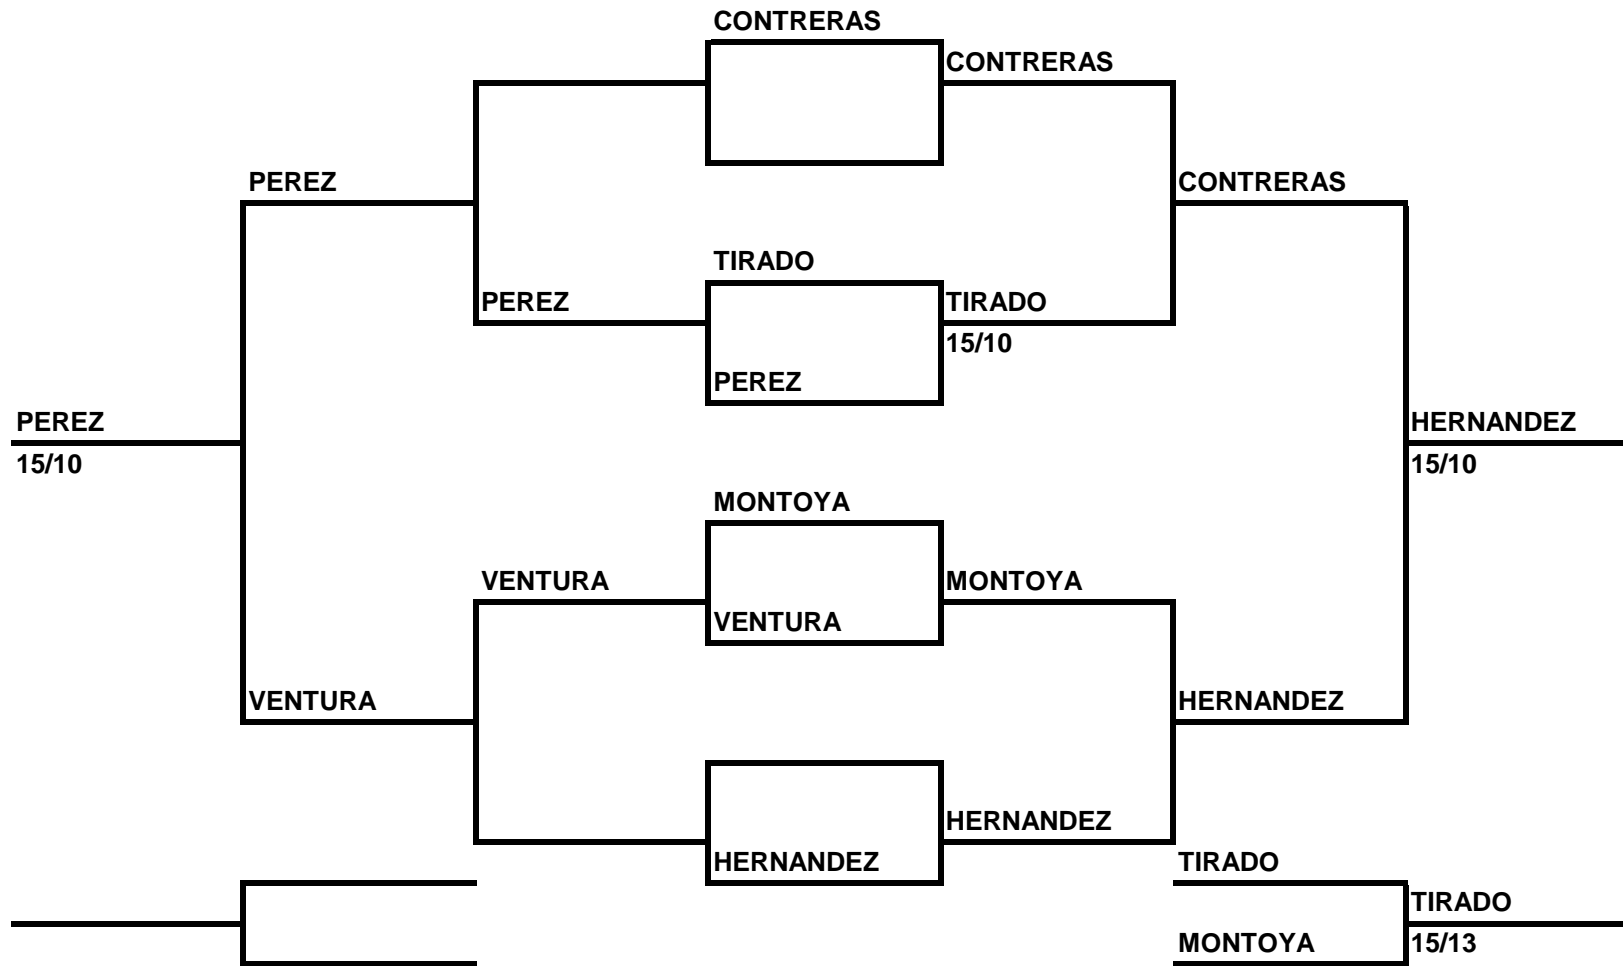 CONTRERAS
CONTRERAS
PEREZ
CONTRERAS
TIRADO
PEREZ
TIRADO
15/10
PEREZ
PEREZ
HERNANDEZ
15/10
15/10
MONTOYA
VENTURA
MONTOYA
VENTURA
VENTURA
HERNANDEZ
HERNANDEZ
HERNANDEZ
TIRADO
TIRADO
MONTOYA
15/13